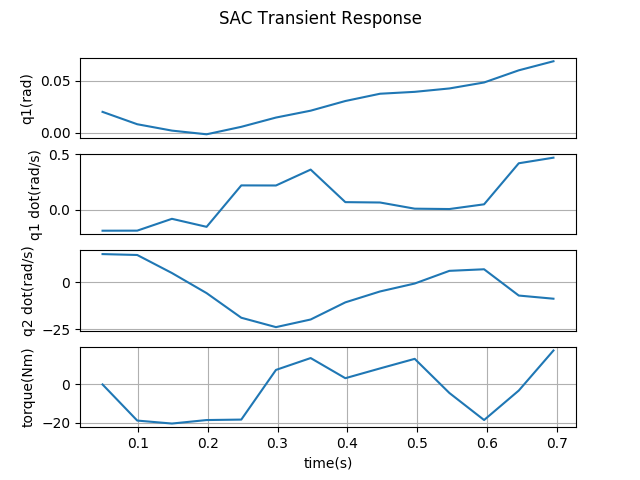 SAC Transient Response
q1(rad)
0.05
0.00
q1 dot(rad/s)
0.5
0.0
q2 dot(rad/s)
0
−25
torque(Nm)
0
−20
0.1 0.2 0.3 0.4 0.5 0.6 0.7
time(s)